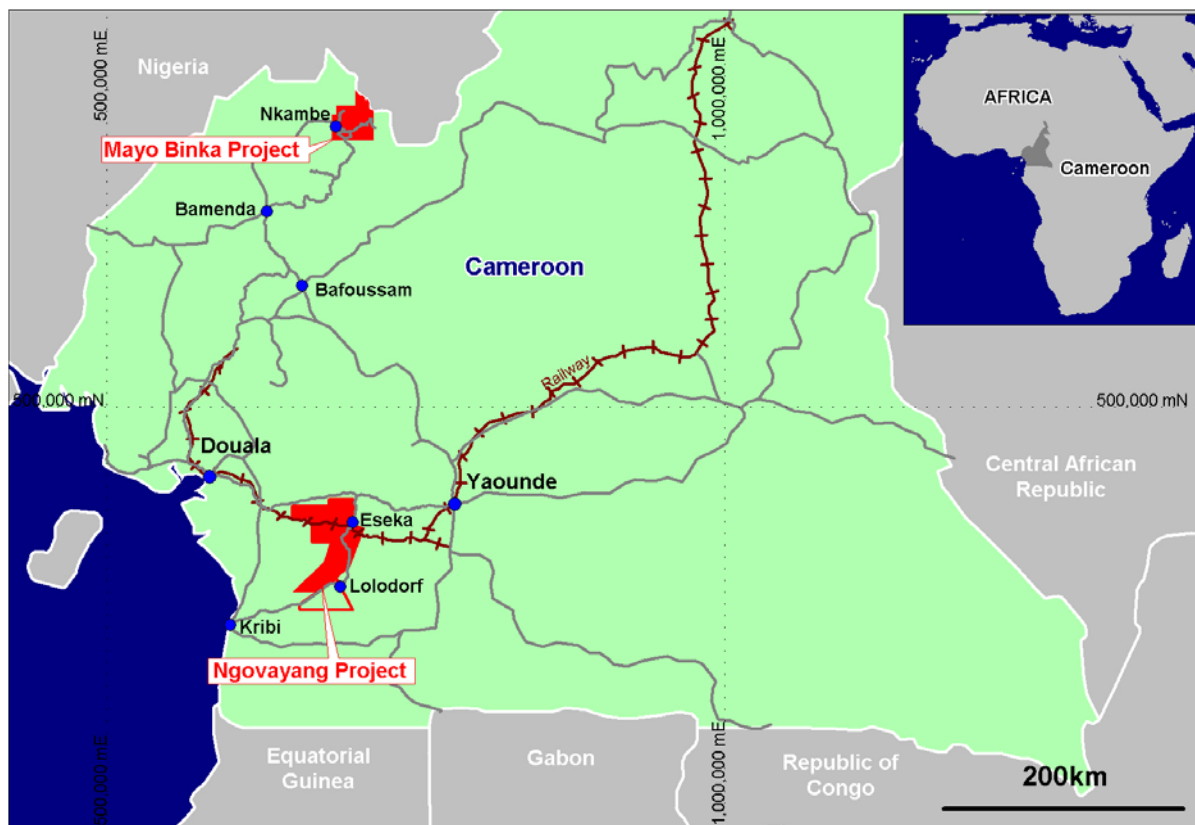 Nigeria
500,000 mE
1,000,000 mE
AFRICA
Cameroon
Nkambe
Mayo Binka Project
Bamenda
Cameroon
Bafoussam
Railway
500,000 mN
500,000 mN
Douala
Yaounde
Central African
Republic
Eseka
Lolodorf
Kribi
Ngovayang Project
500,000 mE
1,000,000 mE
Equatorial
Guinea
Gabon
Republic of
Congo
200km